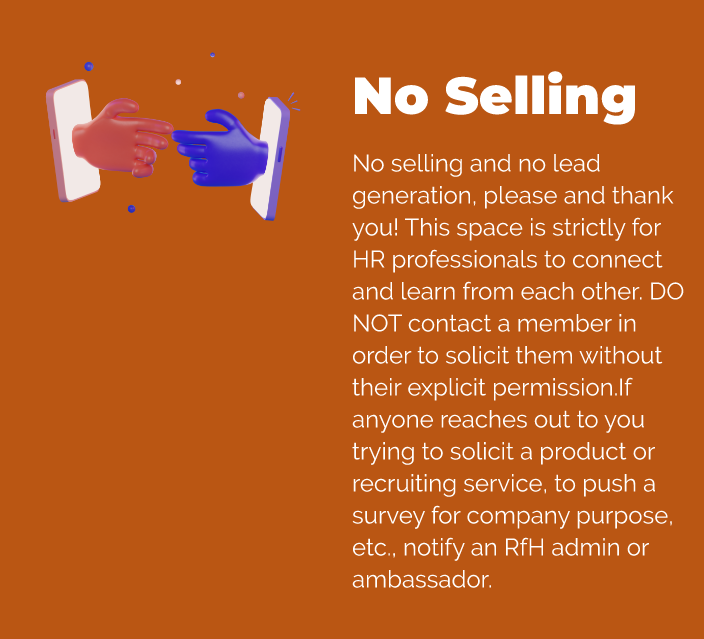 No Selling
No selling and no lead
generation, please and thank
you! This space is strictly for
HR professionals to connect
and learn from each other. DO
NOT contact a member in
order to solicit them without
their explicit permission.If
anyone reaches out to you
trying to solicit a product or
recruiting service, to push a
survey for company purpose,
etc., notify an RfH admin or
ambassador.